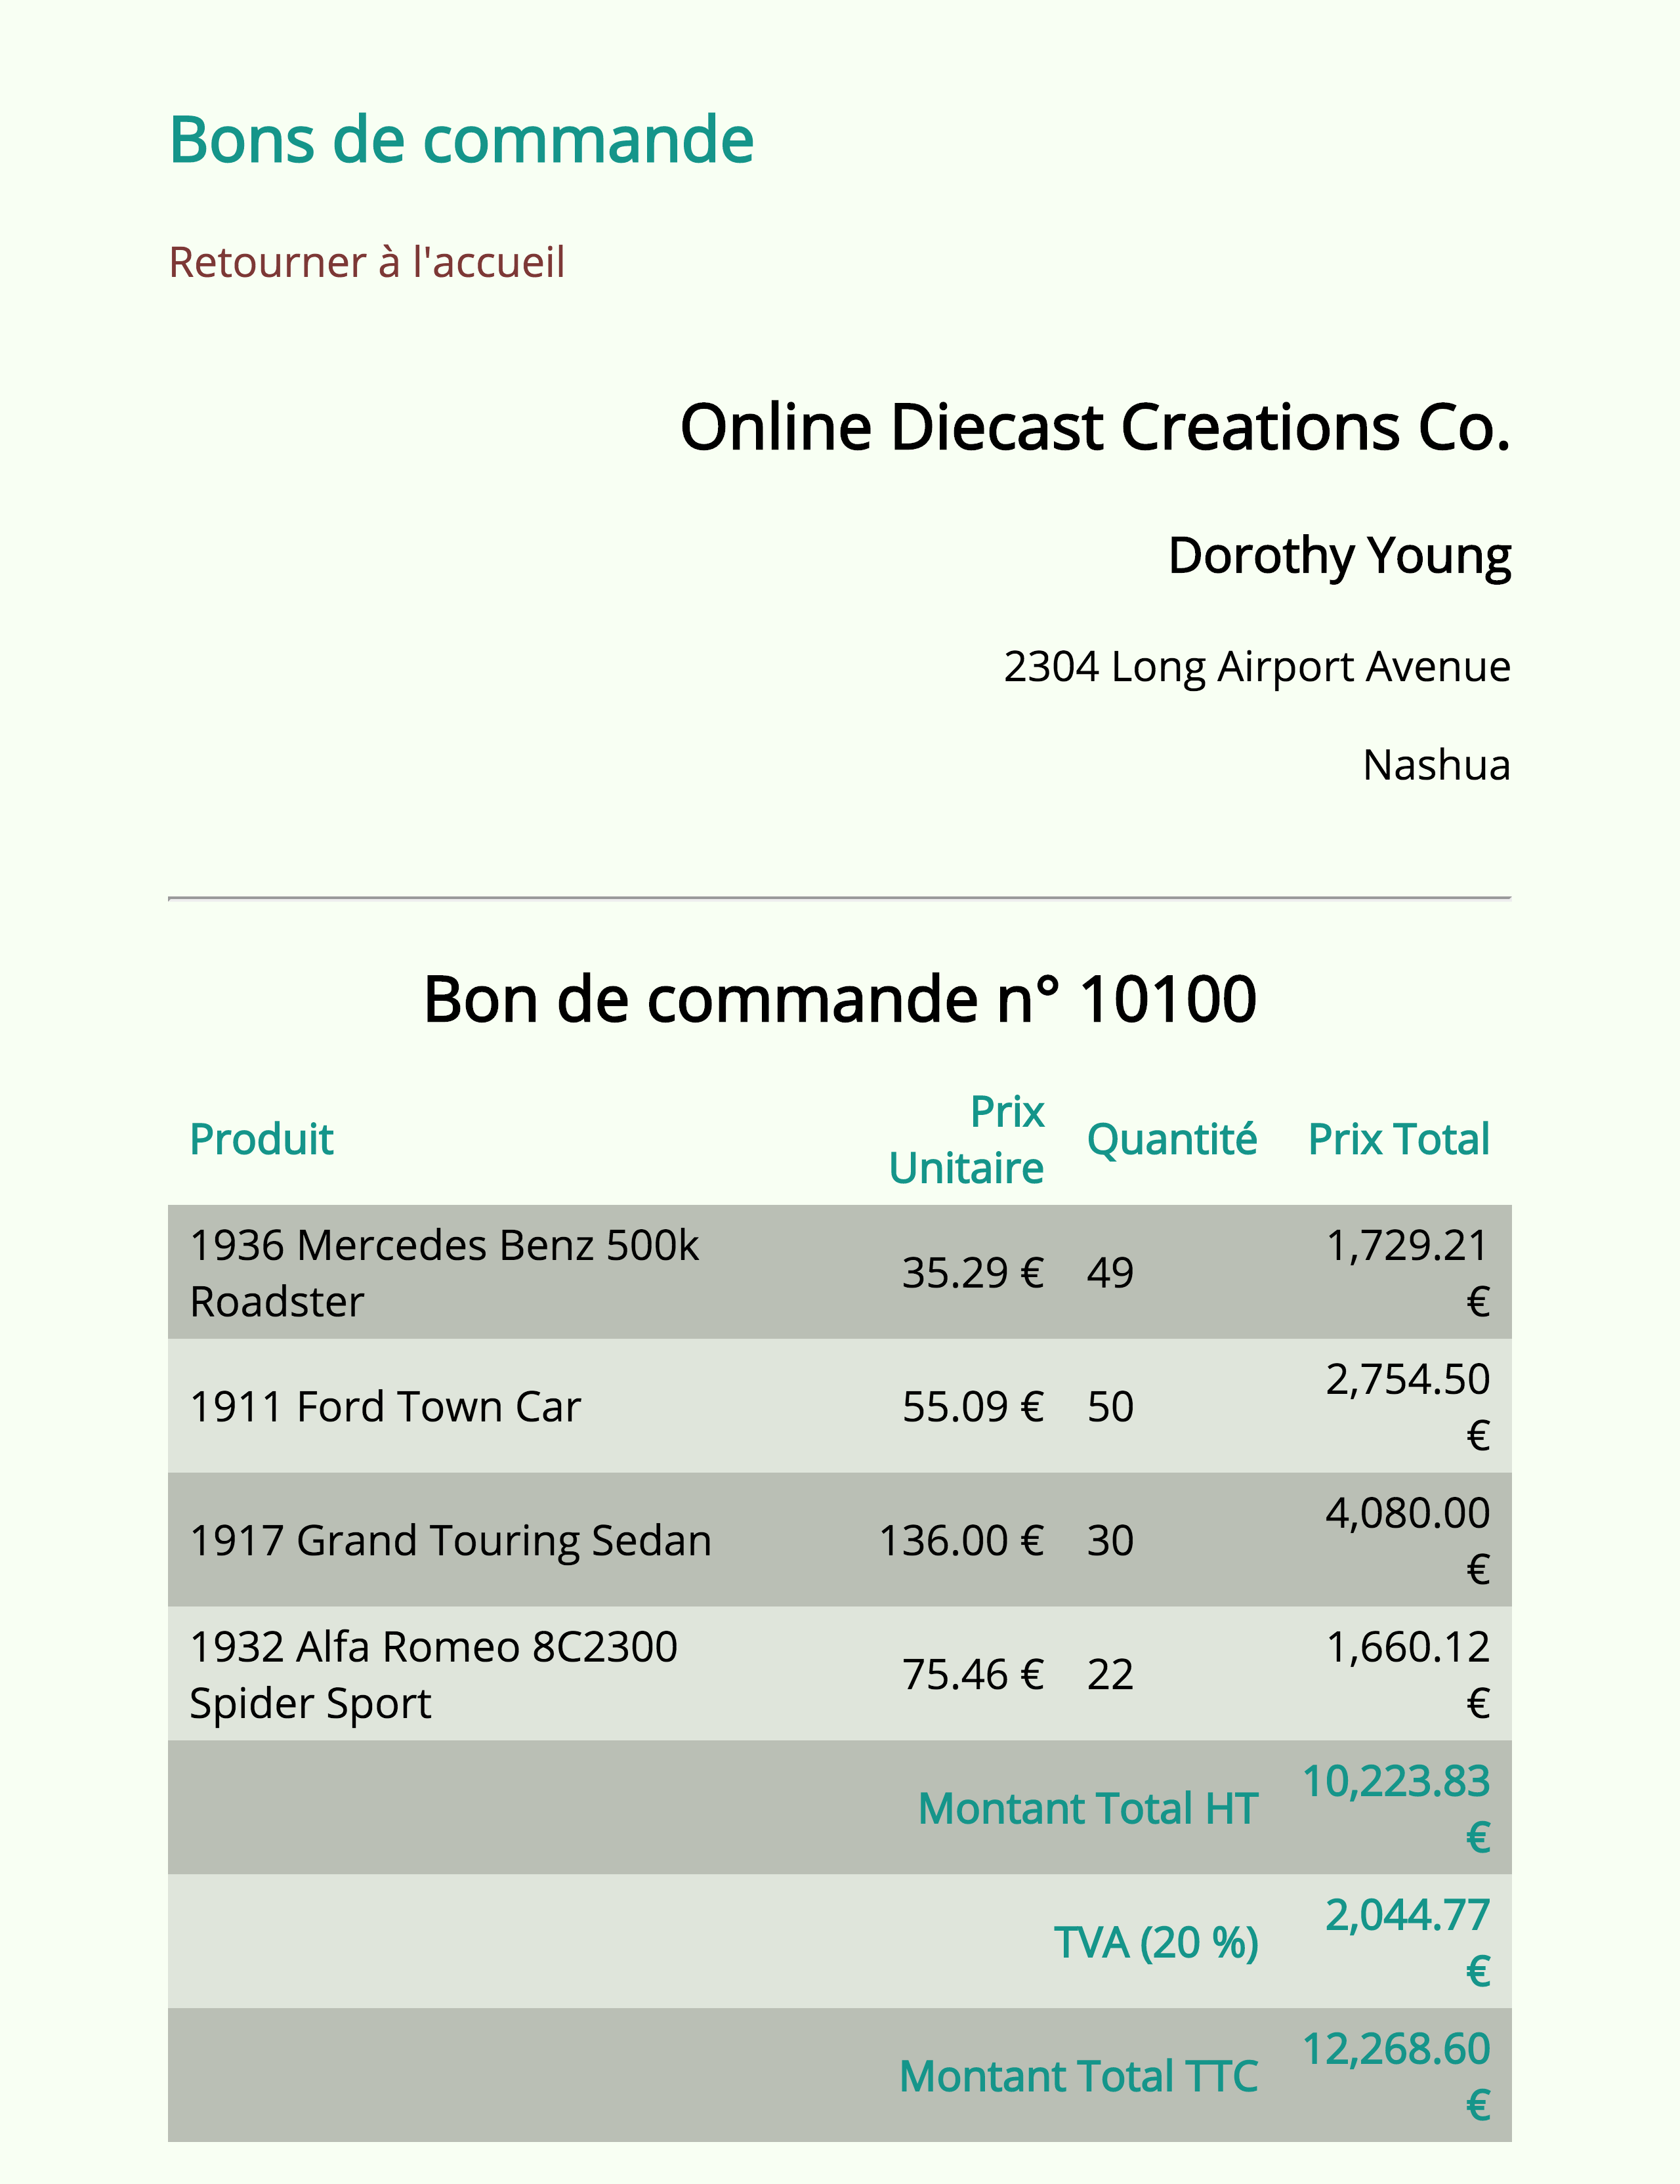 Bons de commande
Retourner à l'accueil
Online Diecast Creations Co.
Dorothy Young
2304 Long Airport Avenue
Nashua
Bon de commande n° 10100
Produit Prix Unitaire Quantité Prix Total
1936 Mercedes Benz 500k Roadster 35.29 € 49 1,729.21 €
1911 Ford Town Car 55.09 € 50 2,754.50 €
1917 Grand Touring Sedan 136.00 € 30 4,080.00 €
1932 Alfa Romeo 8C2300 Spider Sport 75.46 € 22 1,660.12 €
Montant Total HT 10,223.83 €
TVA (20 %) 2,044.77 €
Montant Total TTC 12,268.60 €